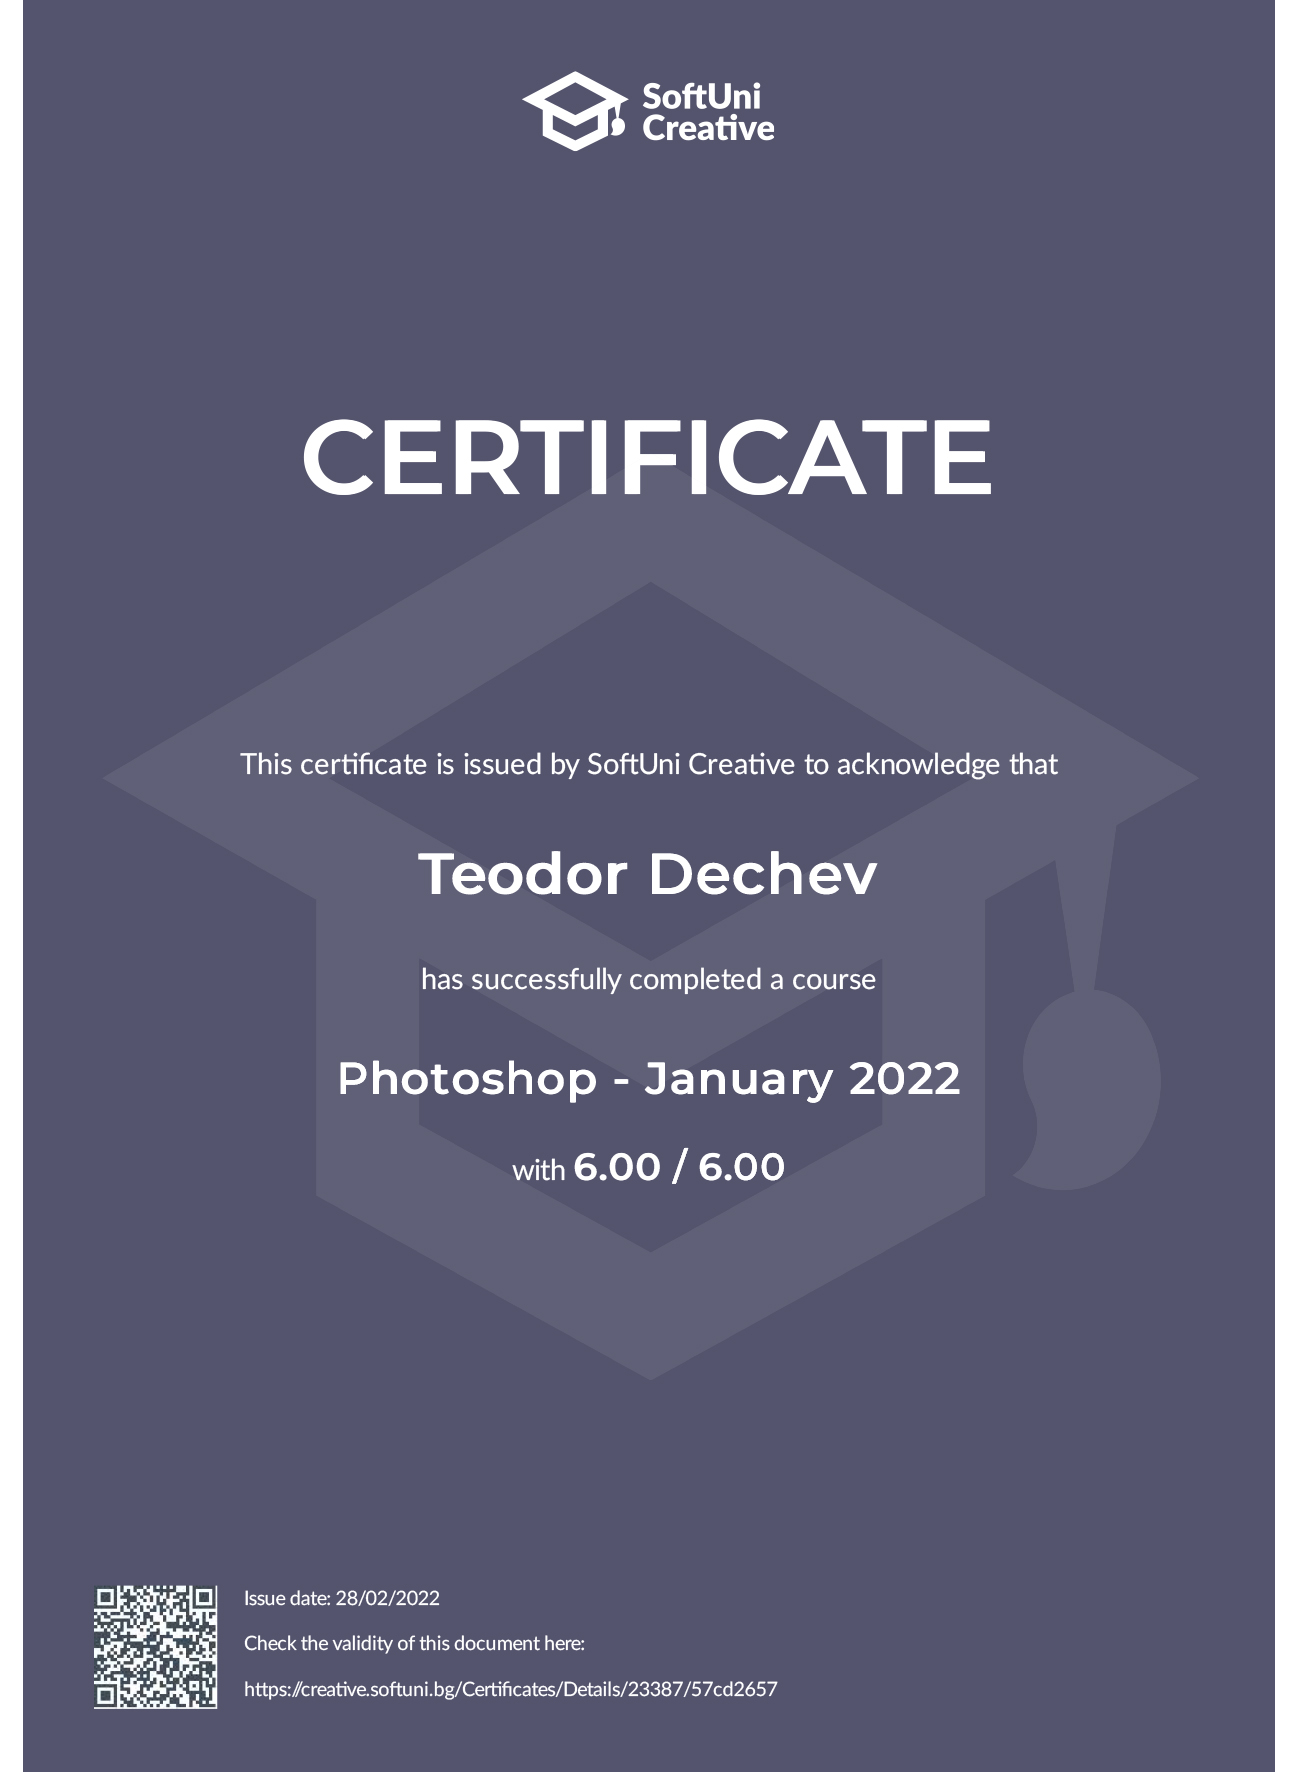 SoftUni
Creative
CERTIFICATE
This certificate is issued by SoftUni Creative to acknowledge that
Teodor Dechev
has successfully completed a course
Photoshop - January 2022
with 6.00 / 6.00
Issue date: 28/02/2022
Check the validity of this document here:
https://creative.softuni.bg/Certificates/Details/23387/57cd2657